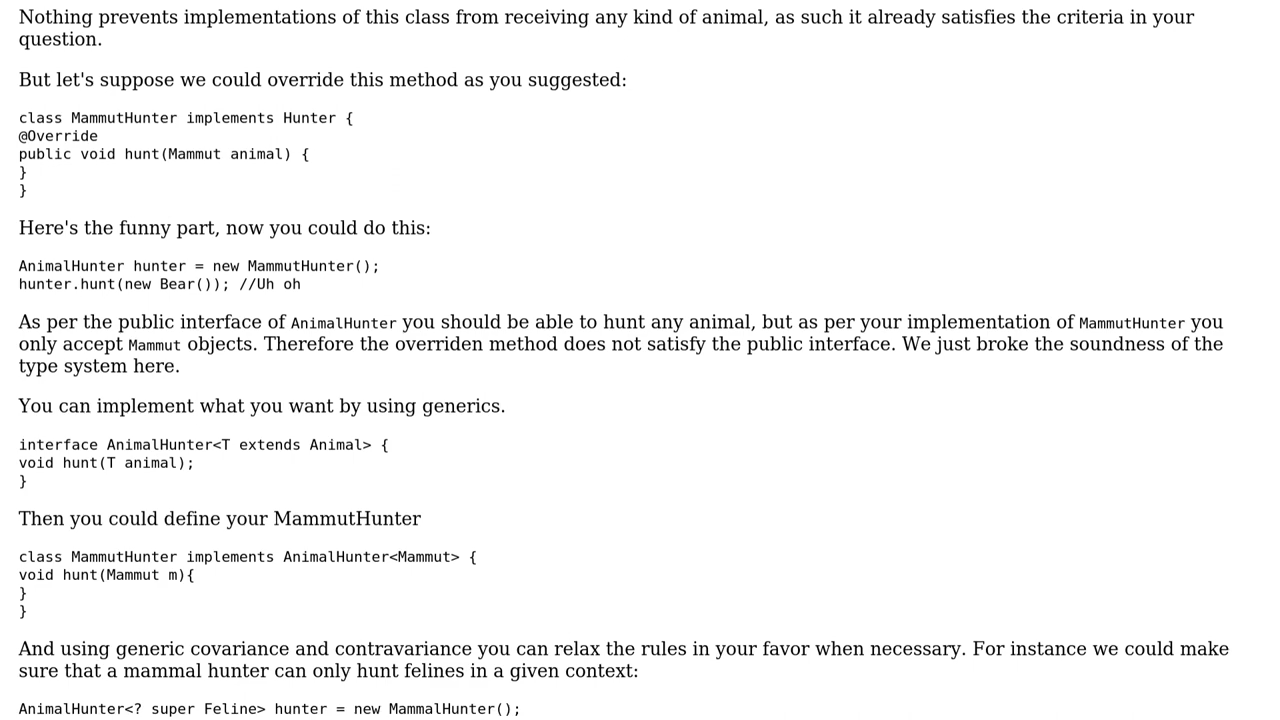 Nothing prevents implementations of this class from receiving any kind of animal, as such it already satisfies the criteria in your
question.
But let's suppose we could override this method as you suggested:
class MammutHunter implements Hunter {
@Override
public void hunt(Mammut animal) {
}
}
Here's the funny part, now you could do this:
AnimalHunter hunter = new MammutHunter();
hunter.hunt(new Bear()); //Uh oh
As per the public interface of AnimalHunter you should be able to hunt any animal, but as per your implementation of MammutHunter you
only accept Mammut objects. Therefore the overriden method does not satisfy the public interface. We just broke the soundness of the
type system here.
You can implement what you want by using generics.
interface AnimalHunter<T extends Animal> {
void hunt(T animal);
}
Then you could define your MammutHunter
class MammutHunter implements AnimalHunter<Mammut> {
void hunt(Mammut m){
}
}
And using generic covariance and contravariance you can relax the rules in your favor when necessary. For instance we could make
sure that a mammal hunter can only hunt felines in a given context:
AnimalHunter<? super Feline> hunter = new MammalHunter();